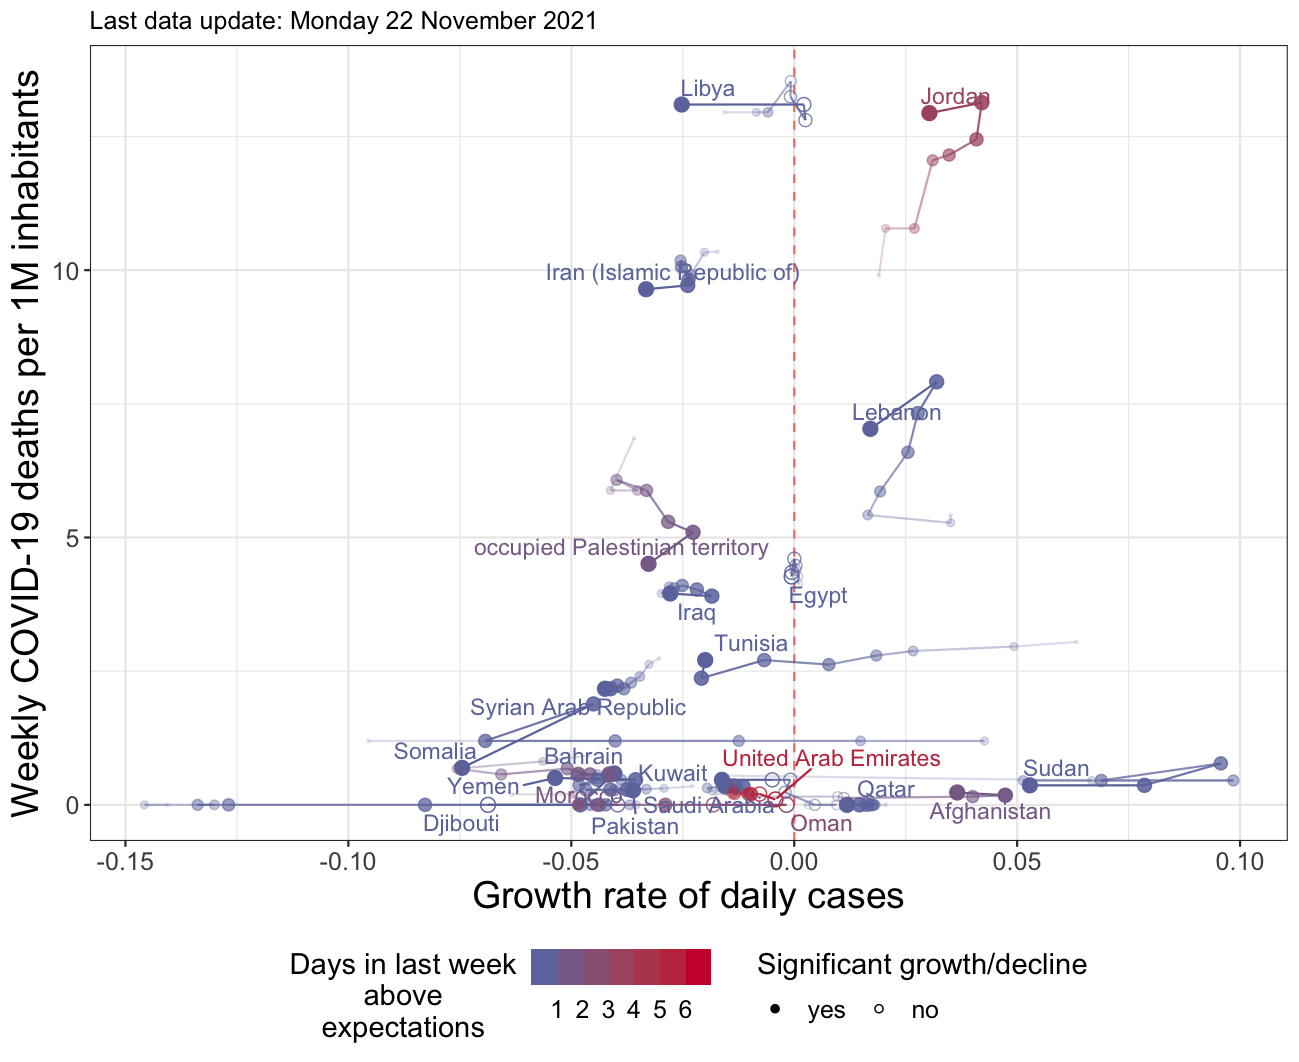 Last data update: Monday 22 November 2021
Weekly COVID-19 deaths per 1M inhabitants
10
5
0
Libya
Jordan
Iran (Islamic Republic of)
Lebanon
occupied Palestinian territory
Egypt
Iraq
Tunisia
Syrian Arab Republic
Somalia
Bahrain
United Arab Emirates
Kuwait
Sudan
Yemen
Morocco
Saudi Arabia
Qatar
Afghanistan
Djibouti
Pakistan
Oman
-0.15 -0.10 -0.05 0.00 0.05 0.10
Growth rate of daily cases
Days in last week
above
expectations
1 2 3 4 5 6
Significant growth/decline
yes no